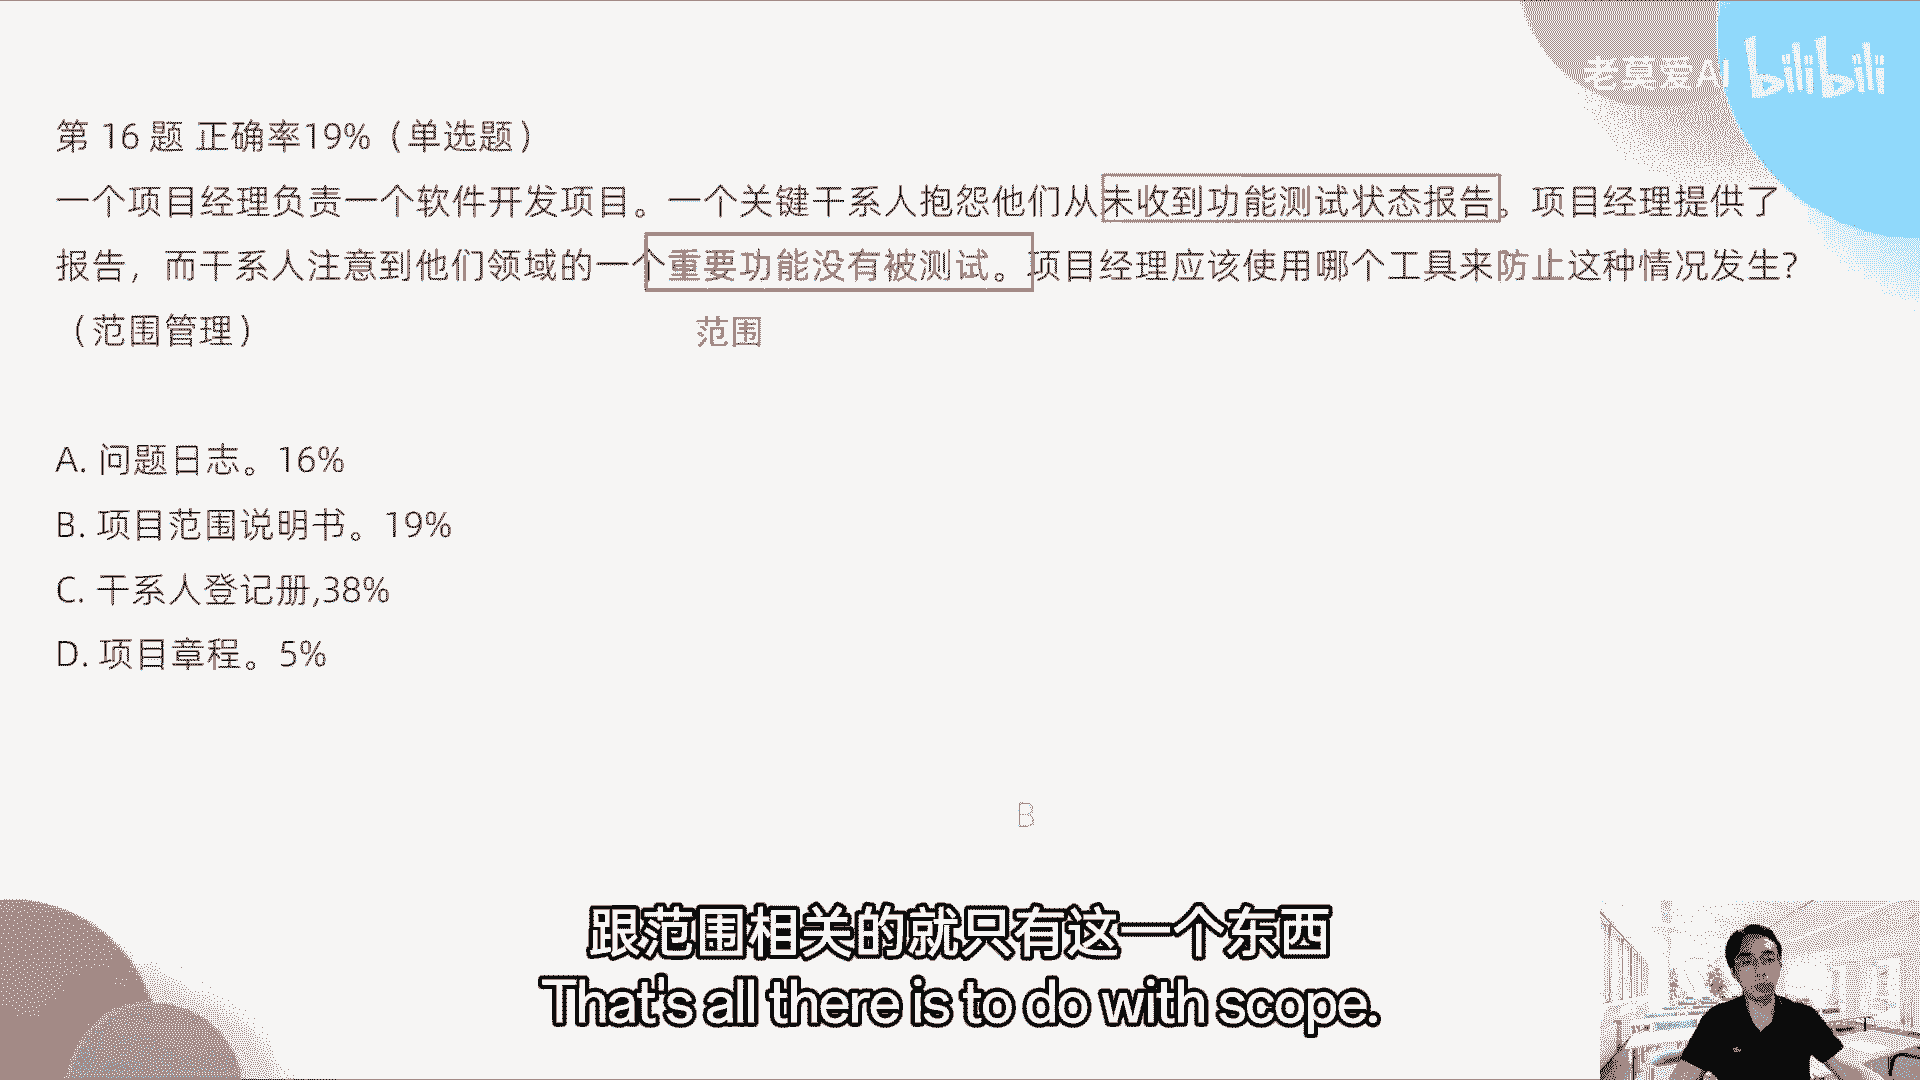 老莫爱AI bilibili
第 16 题 正确率19%（单选题）
一个项目经理负责一个软件开发项目。一个关键干系人抱怨他们从未收到功能测试状态报告。项目经理提供了
报告，而干系人注意到他们领域的一个重要功能没有被测试。项目经理应该使用哪个工具来防止这种情况发生?
（范围管理）
范围
A. 问题日志。16%
B. 项目范围说明书。19%
C. 干系人登记册,38%
D. 项目章程。5%
B
跟范围相关的就只有这一个东西
That's all there is to do with scope.